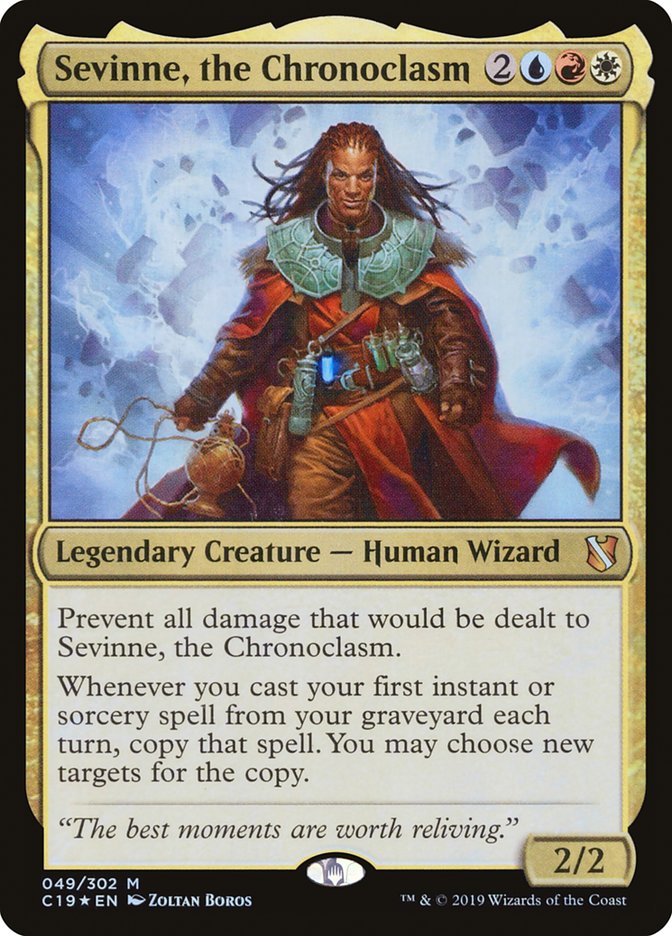 Sevinne, the Chronoclasm 2
Legendary Creature — Human Wizard
Prevent all damage that would be dealt to
Sevinne, the Chronoclasm.
Whenever you cast your first instant or
sorcery spell from your graveyard each
turn, copy that spell. You may choose new
targets for the copy.
“The best moments are worth reliving.”
2/2
049/302 M
C19★EN Zoltan Boros
™ & © 2019 Wizards of the Coast